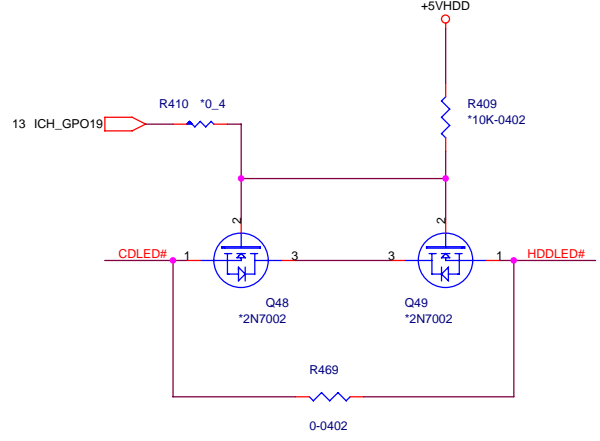 +5VHDD
R410 *0_4
R409
*10K-0402
13 ICH_GPO19
2
2
CDLED#
1
3
3
1
HDDLED#
Q48
*2N7002
Q49
*2N7002
R469
0-0402